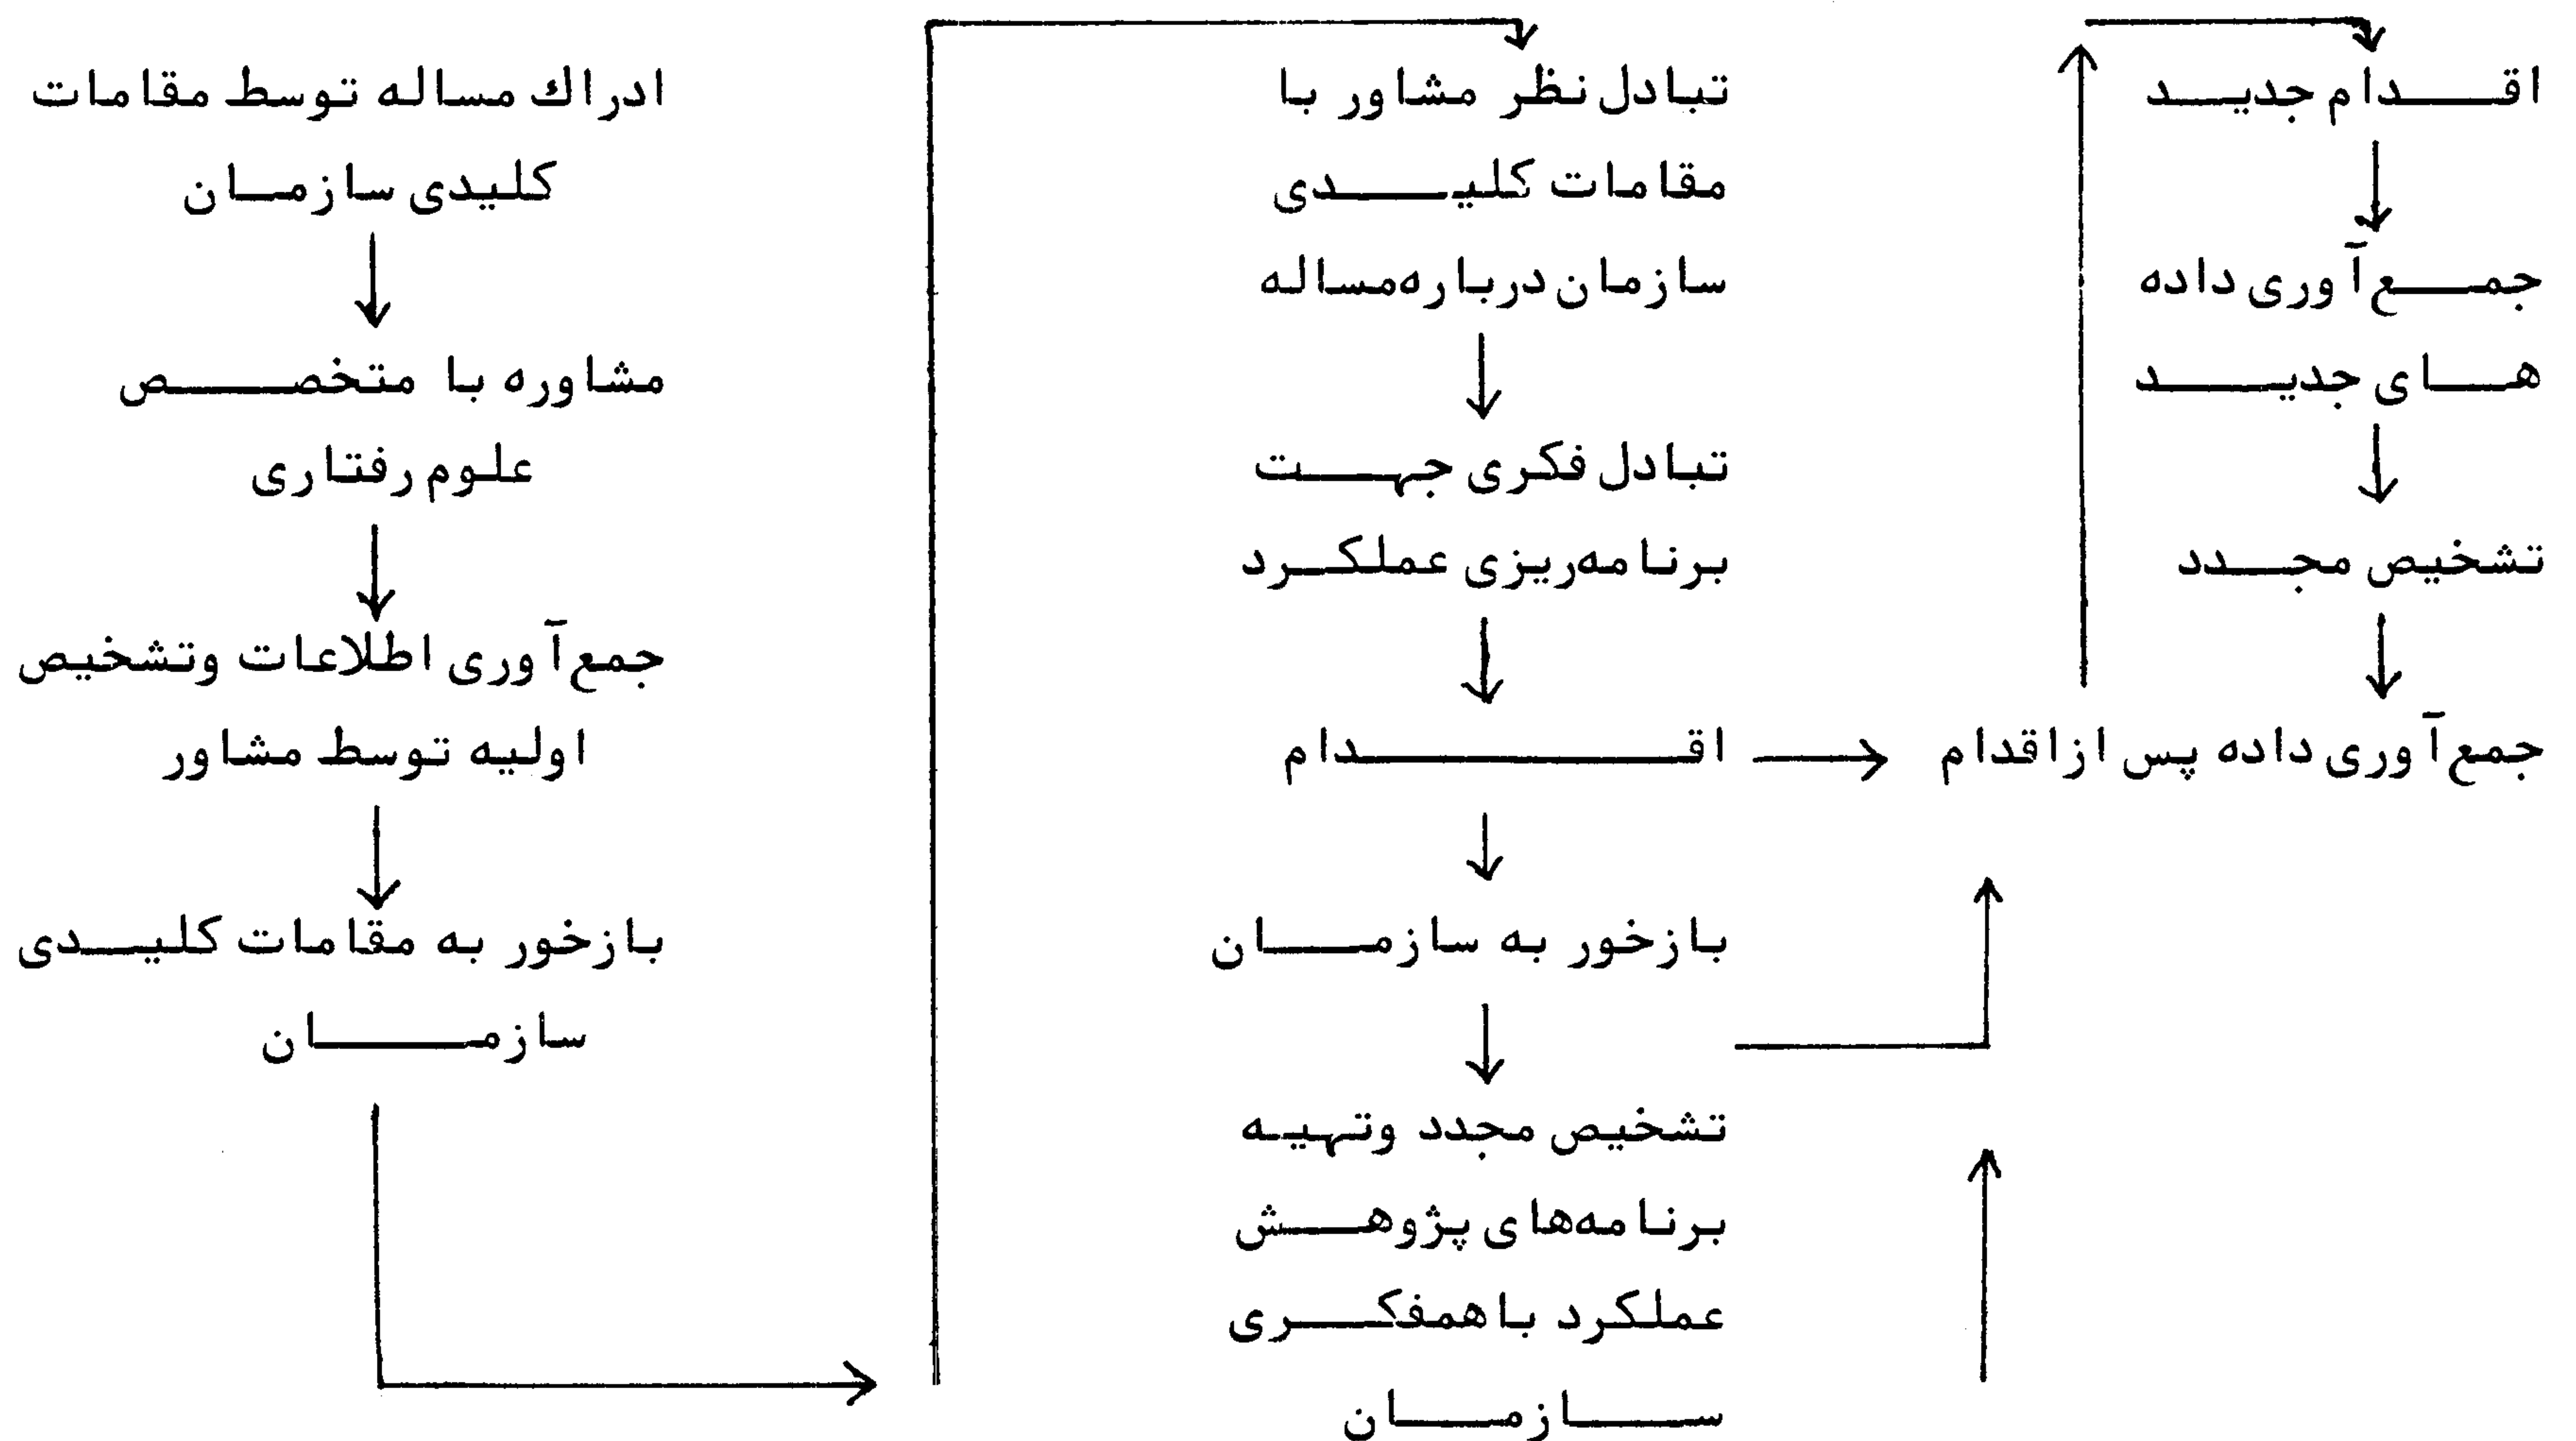 ادراك مساله توسط مقامات
کلیدی سازمان
مشاوره با متخصص
علوم رفتاری
جمع‌آوری اطلاعات وتشخیص
اولیه توسط مشاور
بازخور به مقامات کلیدی
سازمان
تبادل نظر مشاور با
مقامات کلیدی
سازمان درباره‌مساله
تبادل فکری جهت
برنامه‌ریزی عملکرد
اقدام
بازخور به سازمان
تشخیص مجدد وتهیه
برنامه‌های پژوهش
عملکرد باهمفکری
سازمان
اقدام جدید
جمع‌آوری داده
های جدید
تشخیص مجدد
جمع‌آوری داده پس ازاقدام